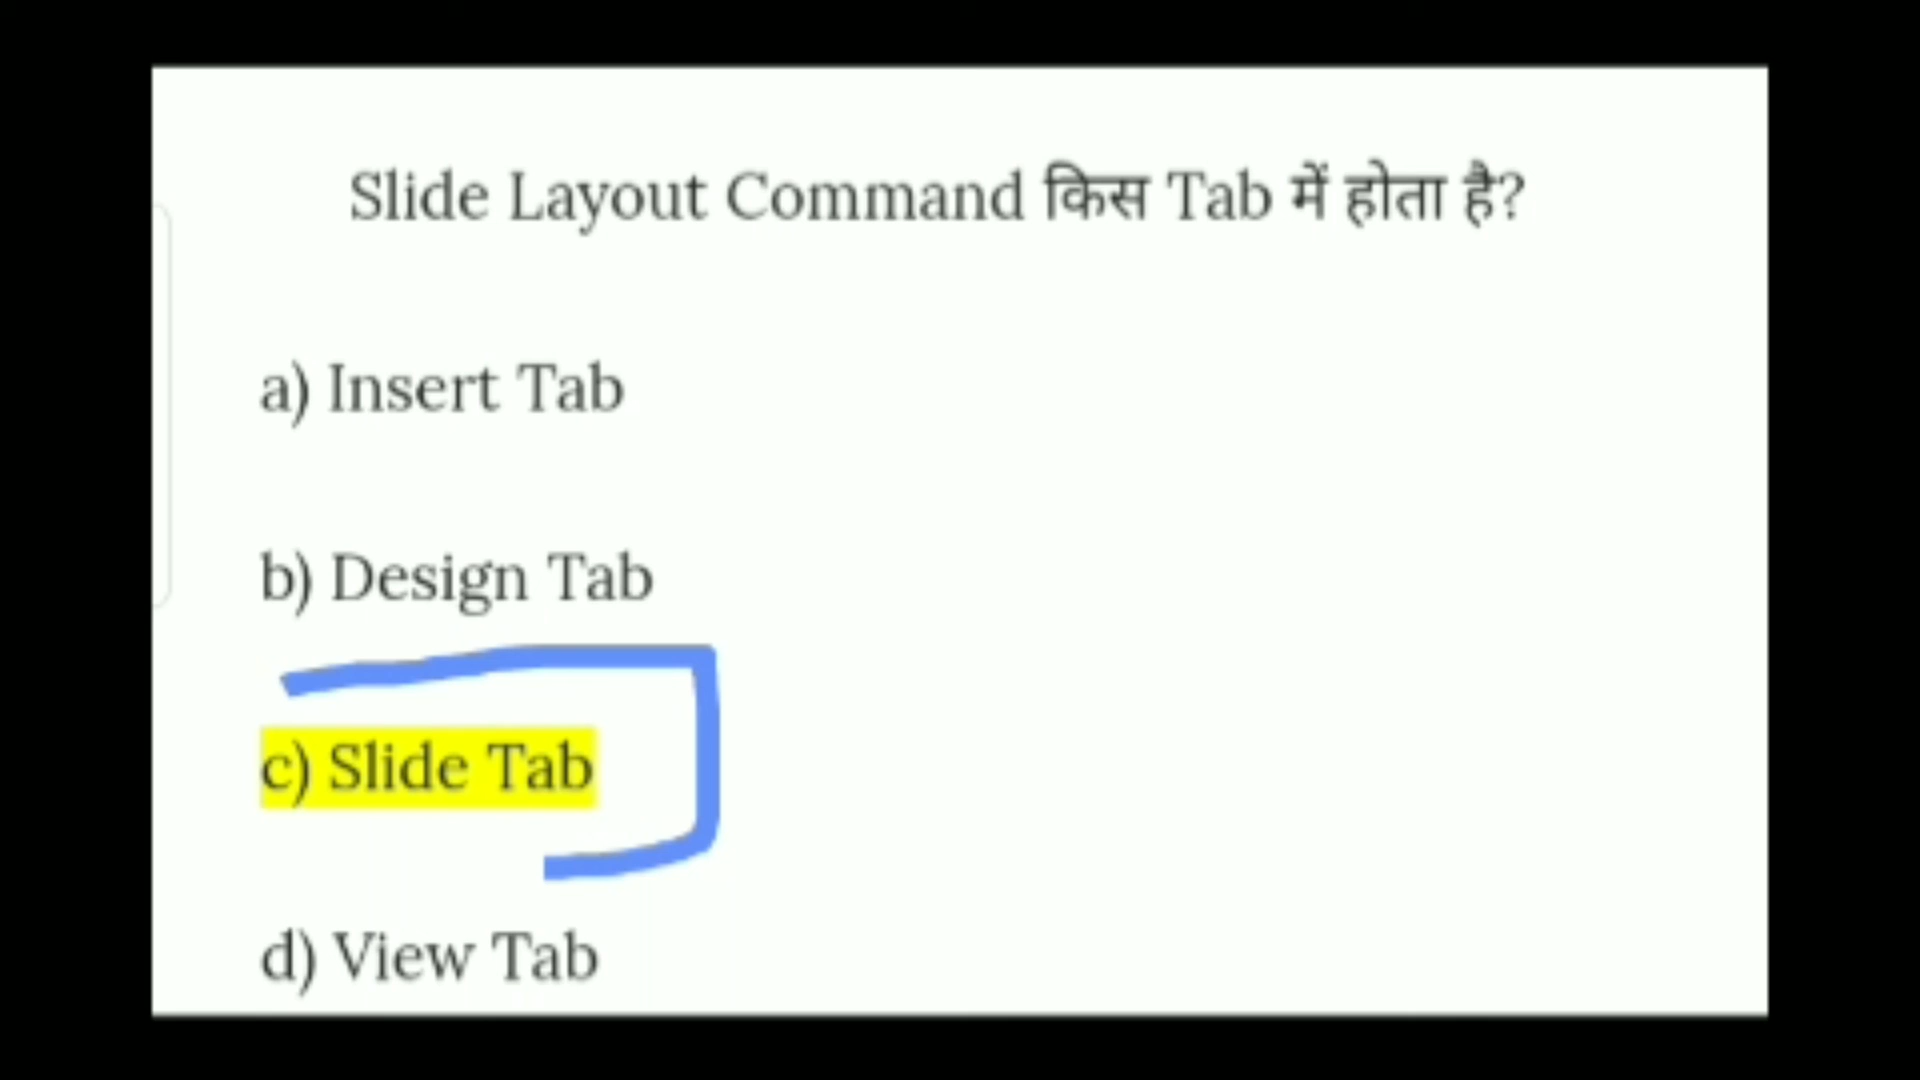 Slide Layout Command किस Tab में होता है?
a) Insert Tab
b) Design Tab
c) Slide Tab
d) View Tab